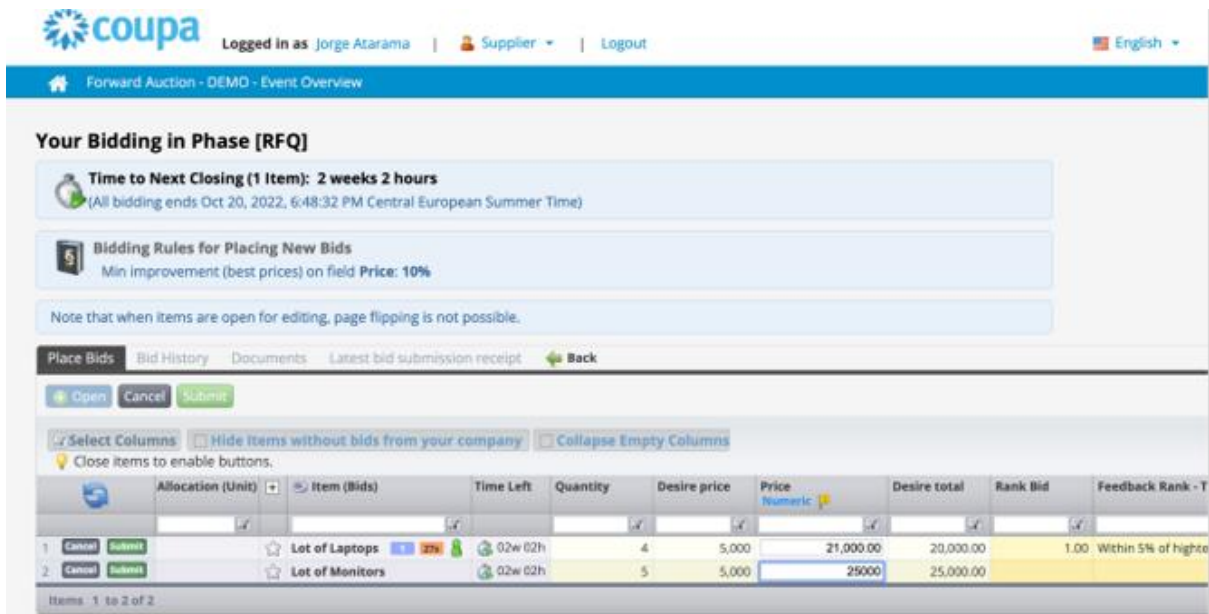 coupa
Logged in as Jorge Atarama | Supplier | Logout English
Forward Auction - DEMO - Event Overview
Your Bidding in Phase [RFQ]
Time to Next Closing (1 Item): 2 weeks 2 hours
(All bidding ends Oct 20, 2022, 6:48:32 PM Central European Summer Time)
Bidding Rules for Placing New Bids
Min improvement (best prices) on field Price: 10%
Note that when items are open for editing, page flipping is not possible.
Place Bids Bid History Documents Latest bid submission receipt Back
Open Cancel Submit
Select Columns Hide items without bids from your company Collapse Empty Columns
Close items to enable buttons.
Allocation (Unit) + Item (Bids) Time Left Quantity Desire price Price Desire total Rank Bid Feedback Rank - T
Numeric
1 Cancel Submit Lot of Laptops 1 27s 02w 02h 4 5,000 21,000.00 20,000.00 1.00 Within 5% of highte
2 Cancel Submit Lot of Monitors 02w 02h 5 5,000 25000 25,000.00
Items 1 to 2 of 2